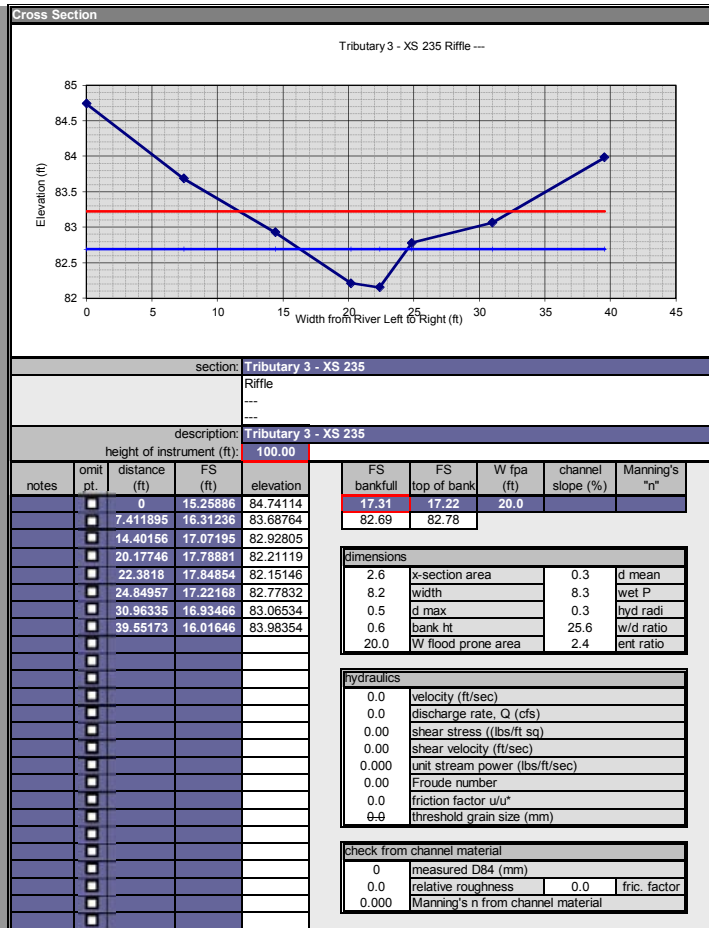 Cross Section
Tributary 3 - XS 235 Riffle ---
85
84.5
84
83.5
83
82.5
82
Elevation (ft)
0 5 10 15 20 25 30 35 40 45
Width from River Left to Right (ft)
section: Tributary 3 - XS 235
Riffle
---
---
description: Tributary 3 - XS 235
height of instrument (ft): 100.00
omit distance FS FS FS W fpa channel Manning's
notes pt. (ft) (ft) elevation bankfull top of bank (ft) slope (%) "n"
0 15.25886 84.74114 17.31 17.22 20.0
7.411895 16.31236 83.68764 82.69 82.78
14.40156 17.07195 82.92805
20.17746 17.78881 82.21119 dimensions
22.3818 17.84854 82.15146 2.6 x-section area 0.3 d mean
24.84957 17.22168 82.77832 8.2 width 8.3 wet P
30.96335 16.93466 83.06534 0.5 d max 0.3 hyd radi
39.55173 16.01646 83.98354 0.6 bank ht 25.6 w/d ratio
20.0 W flood prone area 2.4 ent ratio
hydraulics
0.0 velocity (ft/sec)
0.0 discharge rate, Q (cfs)
0.00 shear stress ((lbs/ft sq)
0.00 shear velocity (ft/sec)
0.000 unit stream power (lbs/ft/sec)
0.00 Froude number
0.0 friction factor u/u*
0.0 threshold grain size (mm)
check from channel material
0 measured D84 (mm)
0.0 relative roughness 0.0 fric. factor
0.000 Manning's n from channel material